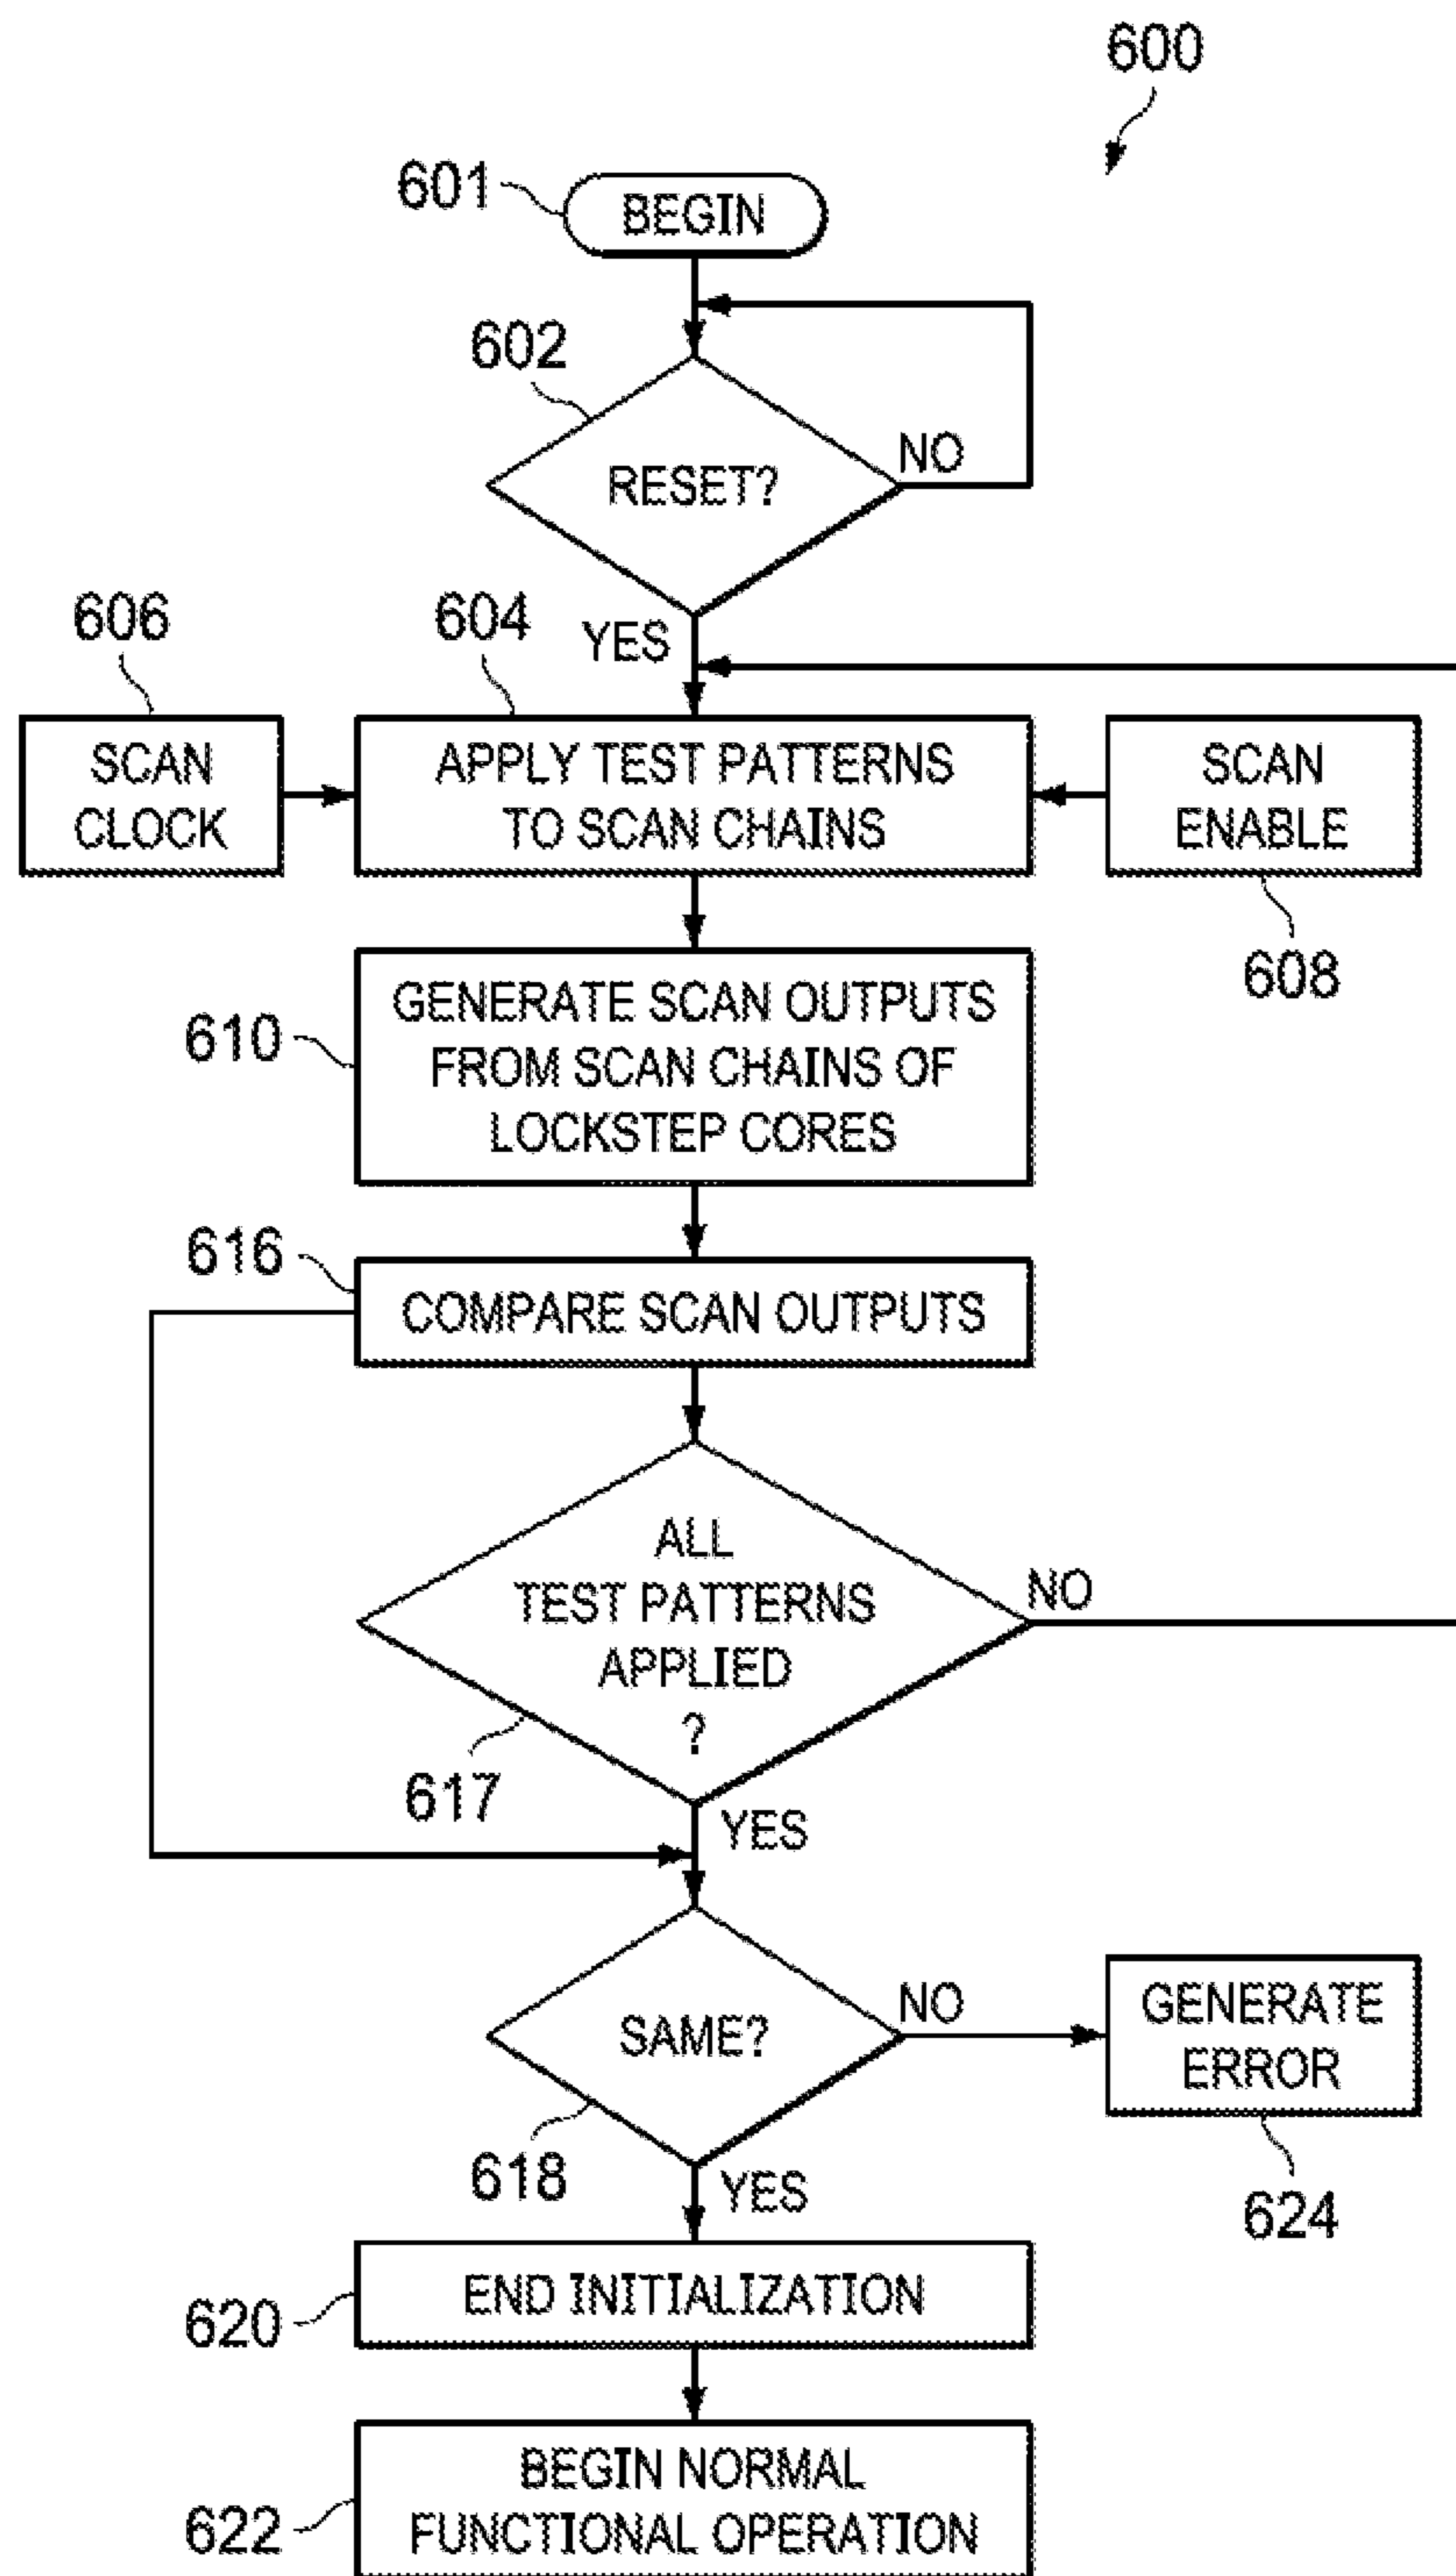 600
601
BEGIN
602
RESET?
NO
YES
606
604
SCAN
CLOCK
APPLY TEST PATTERNS
TO SCAN CHAINS
SCAN
ENABLE
608
610
GENERATE SCAN OUTPUTS
FROM SCAN CHAINS OF
LOCKSTEP CORES
616
COMPARE SCAN OUTPUTS
ALL
TEST PATTERNS
APPLIED
?
NO
617
YES
SAME?
NO
GENERATE
ERROR
618
YES
624
620
END INITIALIZATION
622
BEGIN NORMAL
FUNCTIONAL OPERATION